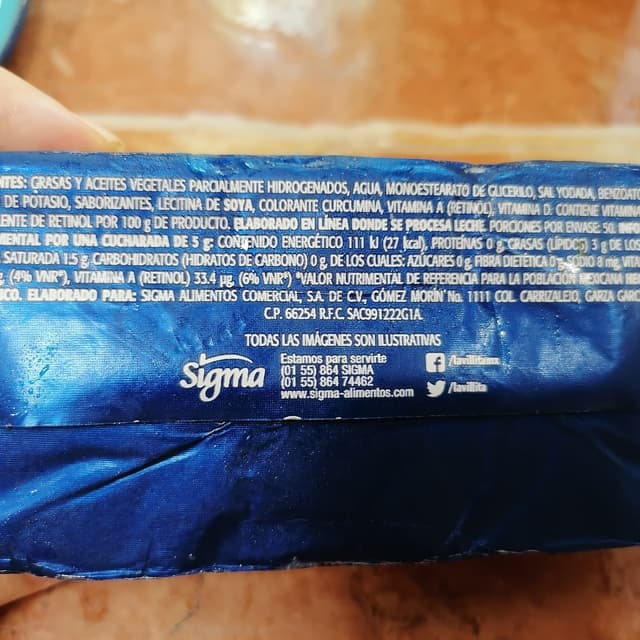 NTES: GRASAS Y ACEITES VEGETALES PARCIALMENTE HIDROGENADOS, AGUA, MONOESTEARATO DE GLICERILO, SAL YODADA, BENZOA
DE POTASIO, SABORIZANTES, LECITINA DE SOYA, COLORANTE CURCUMINA, VITAMINA A (RETINOL), VITAMINA D. CONTIENE VITAMIN
LENTE DE RETINOL POR 100 g DE PRODUCTO. ELABORADO EN LÍNEA DONDE SE PROCESA LECHE. PORCIONES POR ENVASE: 50.
MENTAL POR UNA CUCHARADA DE 5 g: CONTENIDO ENERGÉTICO 111 kJ (27 kcal), PROTEÍNAS 0 g, GRASAS (LÍPIDOS) 3 g DE LOS
SATURADA 1.5 g, CARBOHIDRATOS (HIDRATOS DE CARBONO) 0 g, DE LOS CUALES: AZÚCARES 0 g, FIBRA DIETÉTICA 0 g, SODIO 8 mg, VITA
g. (4% VNR*), VITAMINA A (RETINOL) 33.4 µg, (6% VNR*) *VALOR NUTRIMENTAL DE REFERENCIA PARA LA POBLACIÓN MEXICANA
ICO. ELABORADO PARA: SIGMA ALIMENTOS COMERCIAL, S.A. DE C.V., GÓMEZ MORÍN No. 1111 COL. CARRIZALEJO, GARZA GARC
C.P. 66254 R.F.C. SAC991222G1A.
TODAS LAS IMÁGENES SON ILUSTRATIVAS
Sigma
Estamos para servirte
(01 55) 864 SIGMA
(01 55) 864 74462
www.sigma-alimentos.com
/lavillitamx
/lavillita